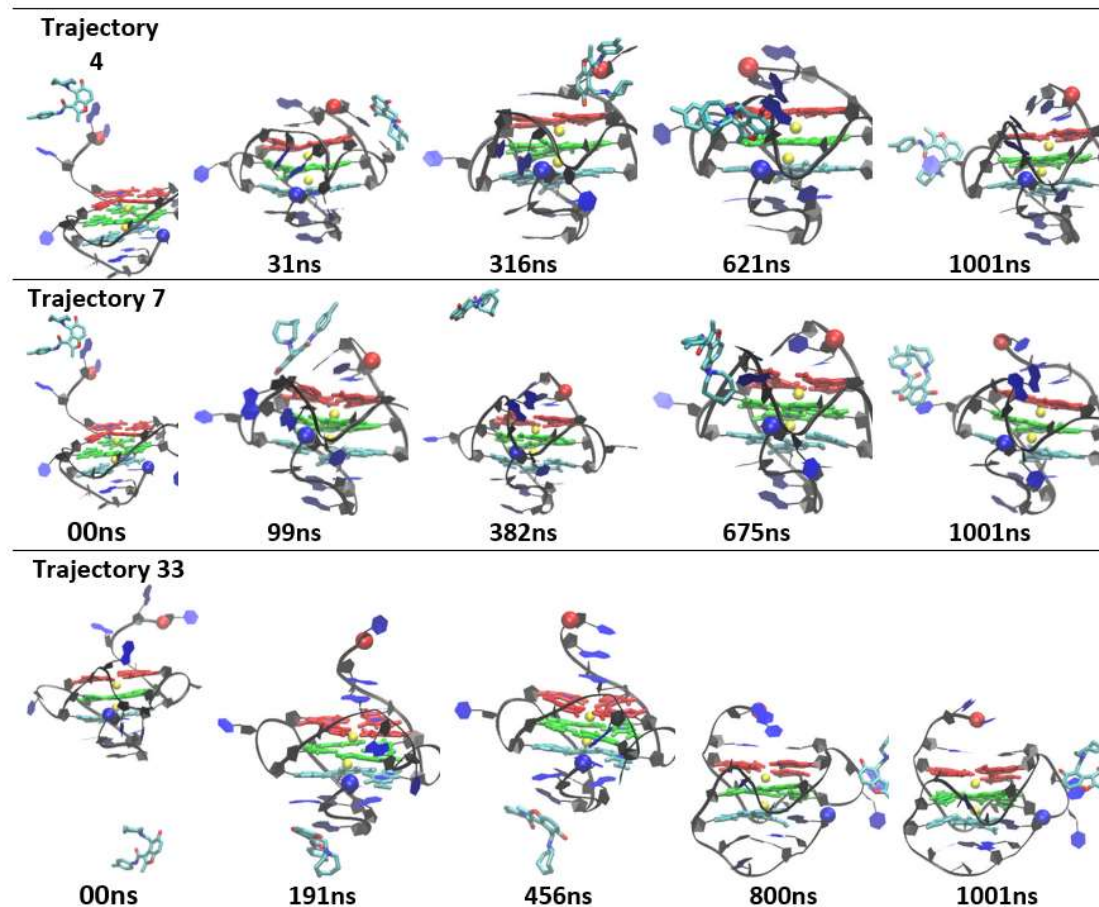 Trajectory
4
31ns
316ns
621ns
1001ns
Trajectory 7
00ns
99ns
382ns
675ns
1001ns
Trajectory 33
00ns
191ns
456ns
800ns
1001ns